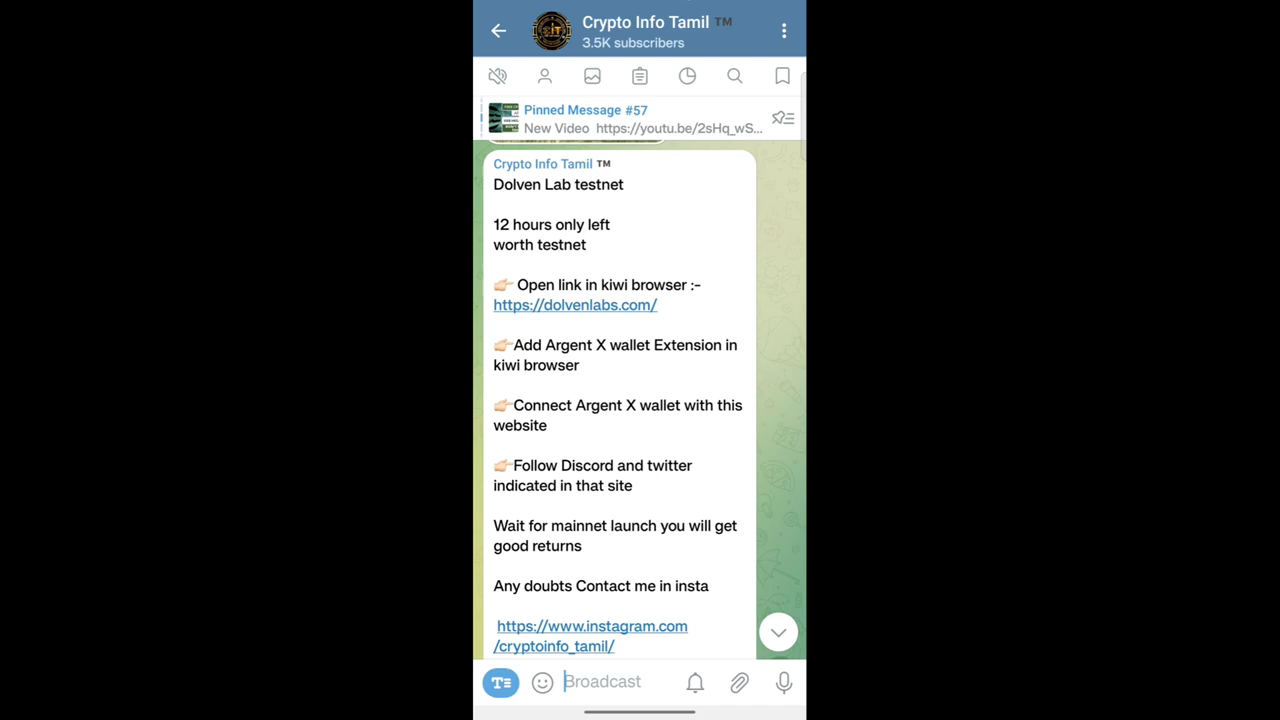 Crypto Info Tamil ™
3.5K subscribers
Pinned Message #57
New Video https://youtu.be/2sHq_wS...
Crypto Info Tamil ™
Dolven Lab testnet
12 hours only left
worth testnet
👉🏻 Open link in kiwi browser :-
https://dolvenlabs.com/
👉🏻Add Argent X wallet Extension in
kiwi browser
👉🏻Connect Argent X wallet with this
website
👉🏻Follow Discord and twitter
indicated in that site
Wait for mainnet launch you will get
good returns
Any doubts Contact me in insta
https://www.instagram.com
/cryptoinfo_tamil/
Broadcast